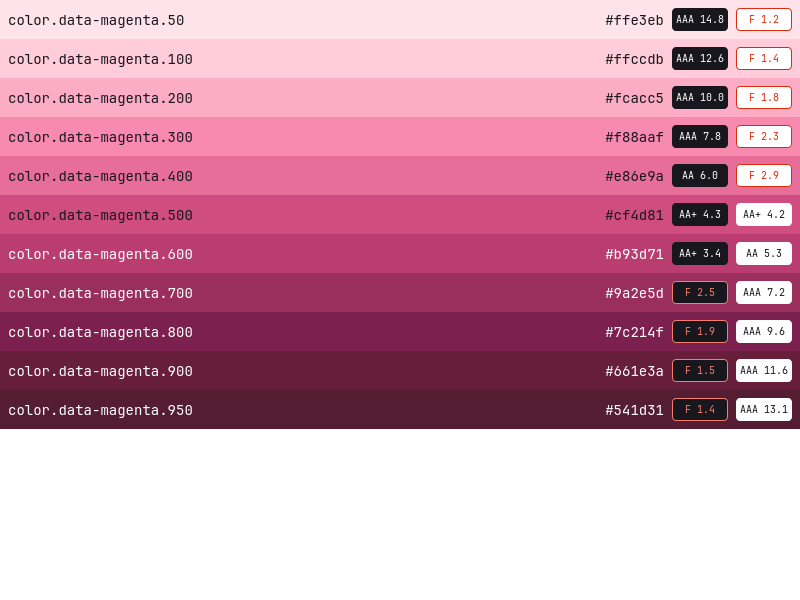 color.data-magenta.50 #ffe3eb AAA 14.8 F 1.2
color.data-magenta.100 #ffccdb AAA 12.6 F 1.4
color.data-magenta.200 #fcacc5 AAA 10.0 F 1.8
color.data-magenta.300 #f88aaf AAA 7.8 F 2.3
color.data-magenta.400 #e86e9a AA 6.0 F 2.9
color.data-magenta.500 #cf4d81 AA+ 4.3 AA+ 4.2
color.data-magenta.600 #b93d71 AA+ 3.4 AA 5.3
color.data-magenta.700 #9a2e5d F 2.5 AAA 7.2
color.data-magenta.800 #7c214f F 1.9 AAA 9.6
color.data-magenta.900 #661e3a F 1.5 AAA 11.6
color.data-magenta.950 #541d31 F 1.4 AAA 13.1